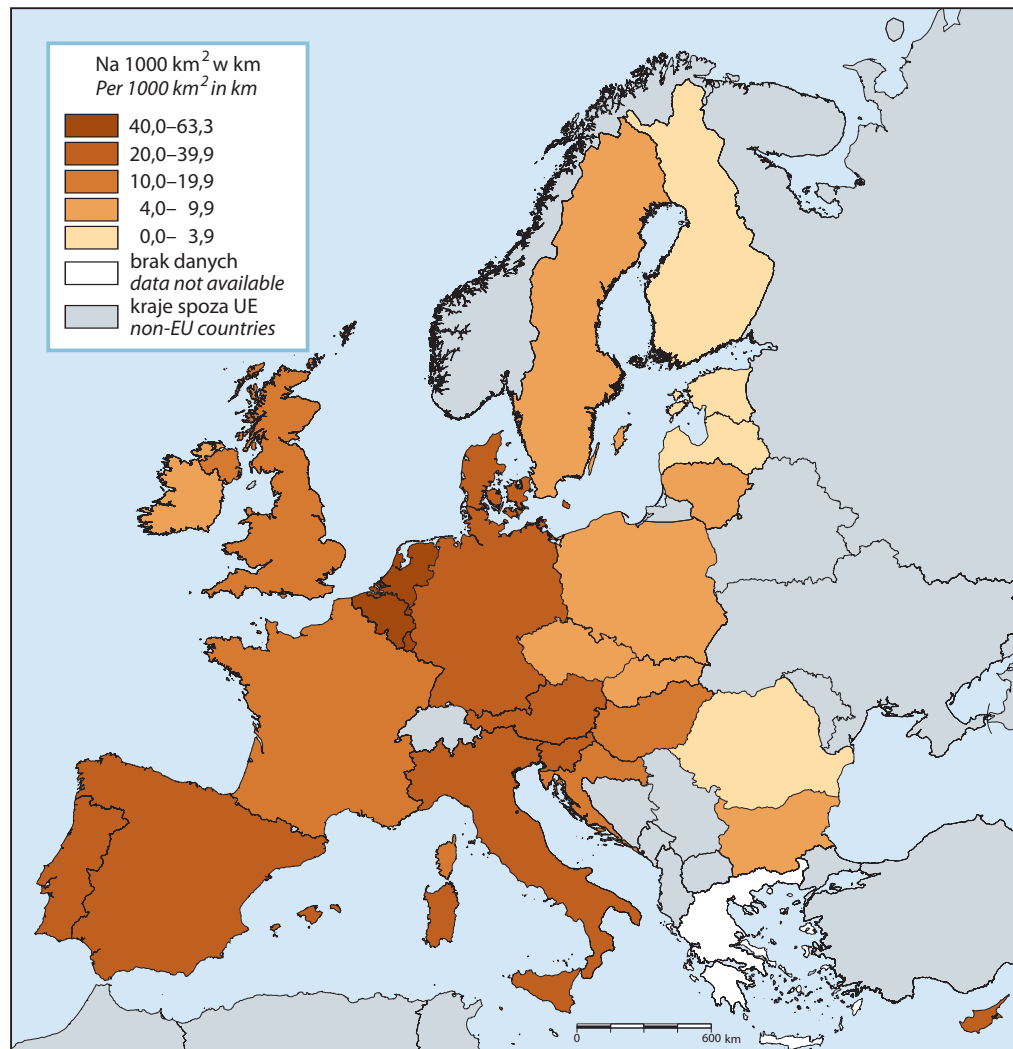 Na 1000 km² w km
Per 1000 km² in km
40,0–63,3
20,0–39,9
10,0–19,9
4,0– 9,9
0,0– 3,9
brak danych
data not available
kraje spoza UE
non-EU countries
0 600 km